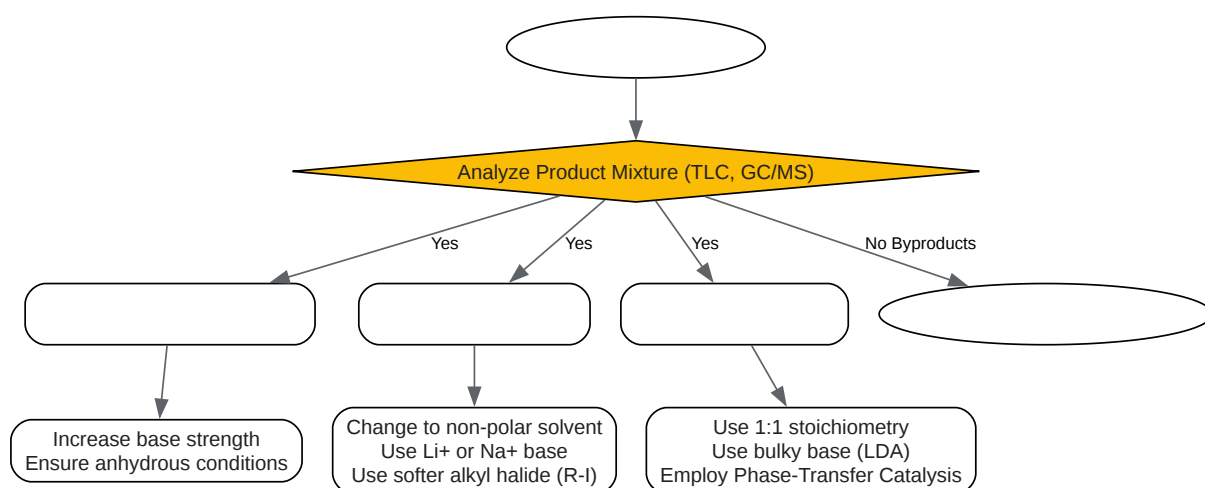 Analyze Product Mixture (TLC, GC/MS)
Yes
Yes
Yes
No Byproducts
Increase base strength
Ensure anhydrous conditions
Change to non-polar solvent
Use Li+ or Na+ base
Use softer alkyl halide (R-I)
Use 1:1 stoichiometry
Use bulky base (LDA)
Employ Phase-Transfer Catalysis